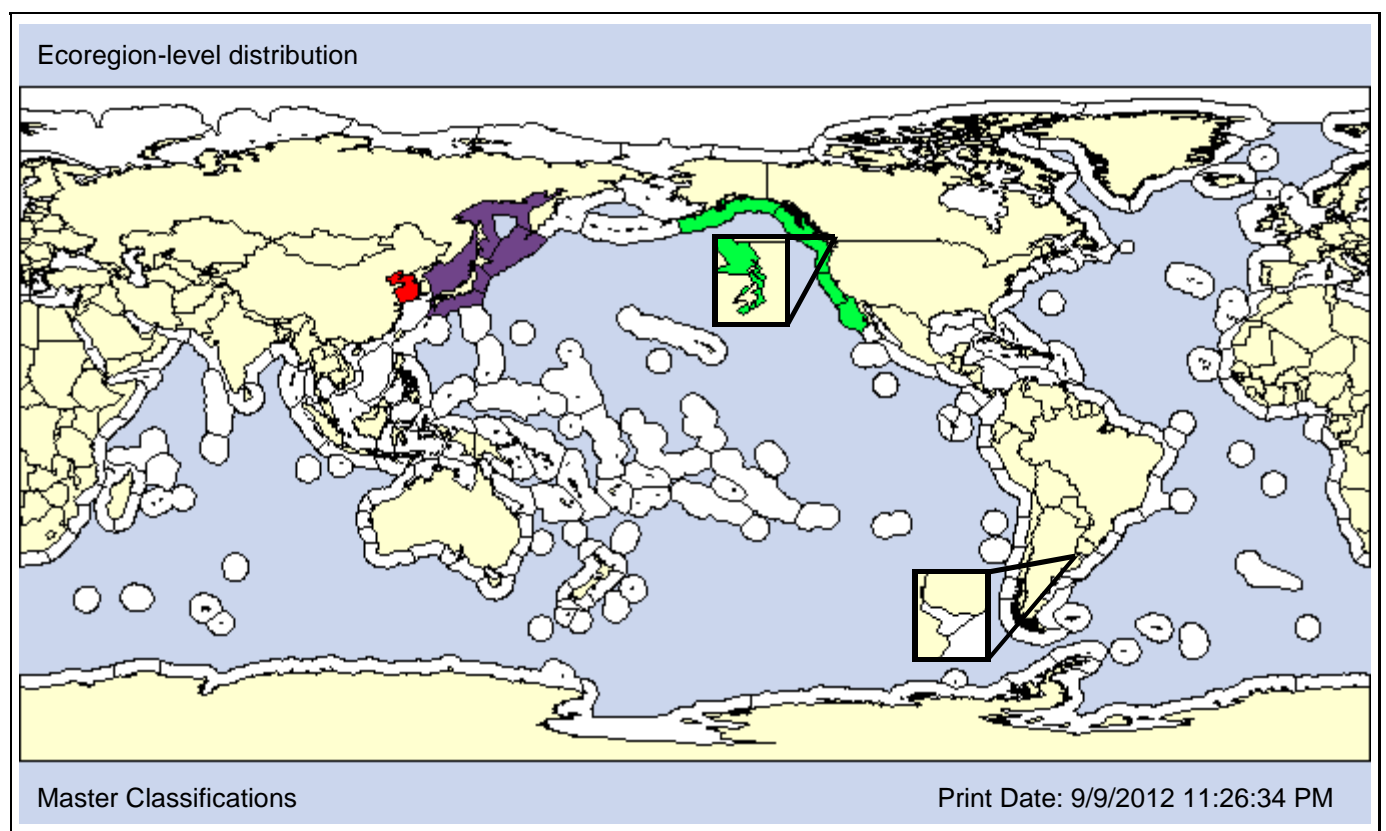 Ecoregion-level distribution
Master Classifications
Print Date: 9/9/2012 11:26:34 PM